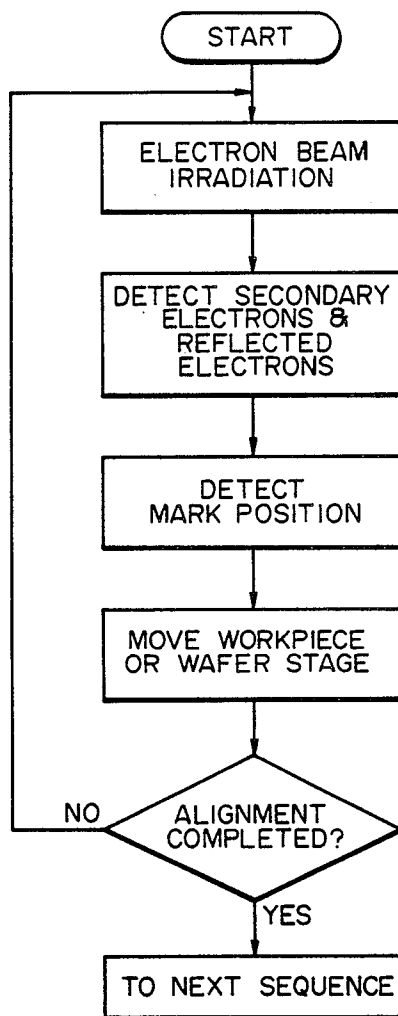 START
ELECTRON BEAM
IRRADIATION
DETECT SECONDARY
ELECTRONS &
REFLECTED
ELECTRONS
DETECT
MARK POSITION
MOVE WORKPIECE
OR WAFER STAGE
NO
ALIGNMENT
COMPLETED?
YES
TO NEXT SEQUENCE